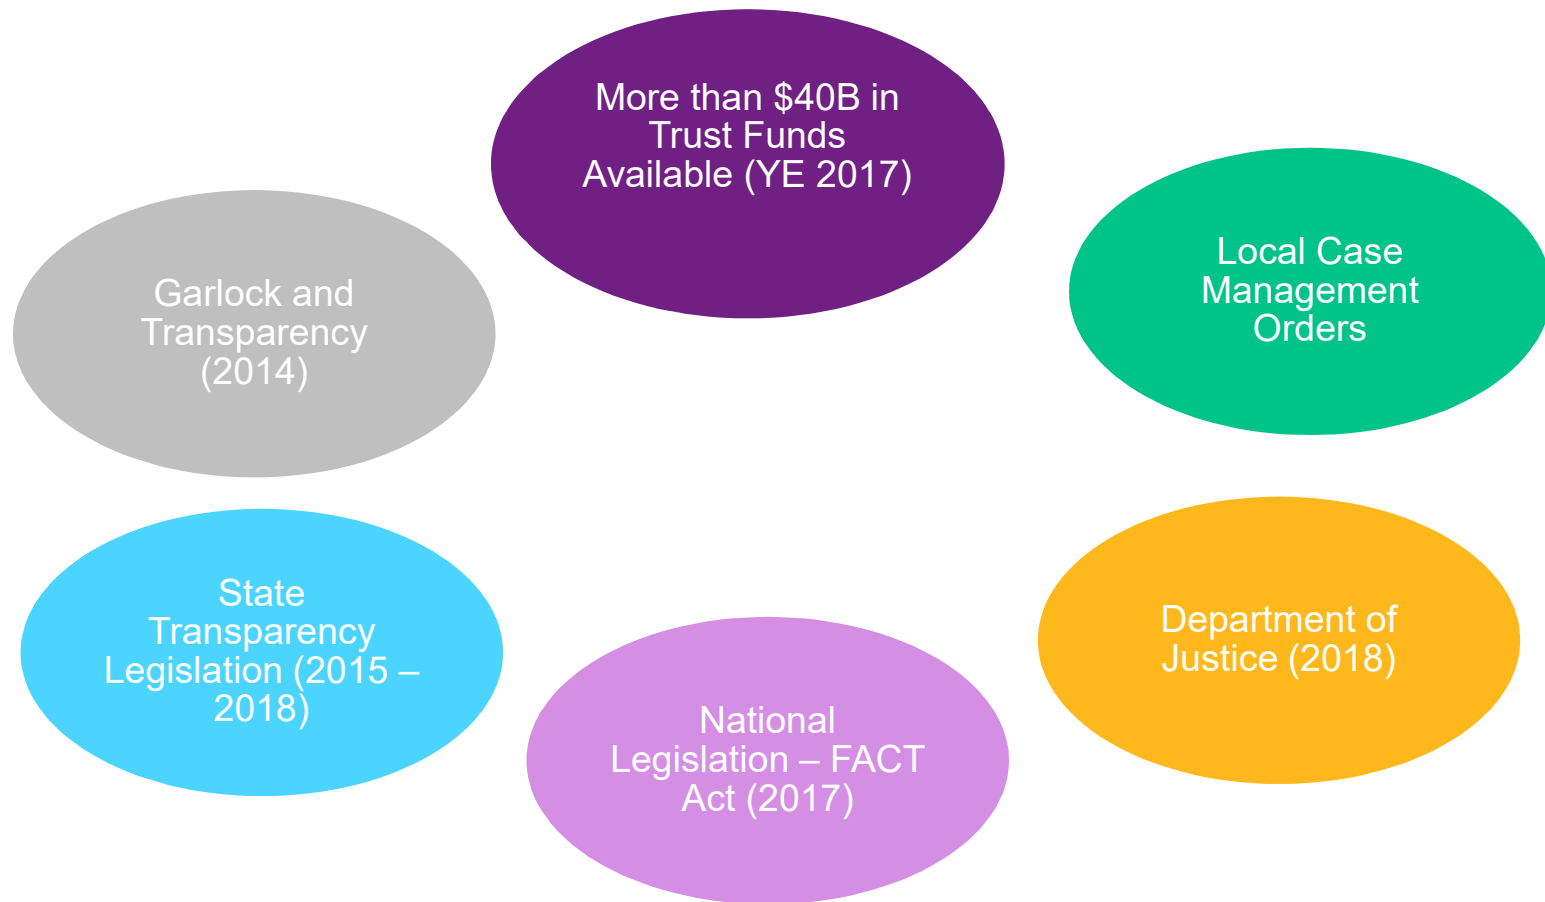 More than $40B in
Trust Funds
Available (YE 2017)
Local Case
Management
Orders
Garlock and
Transparency
(2014)
State
Transparency
Legislation (2015 –
2018)
Department of
Justice (2018)
National
Legislation – FACT
Act (2017)